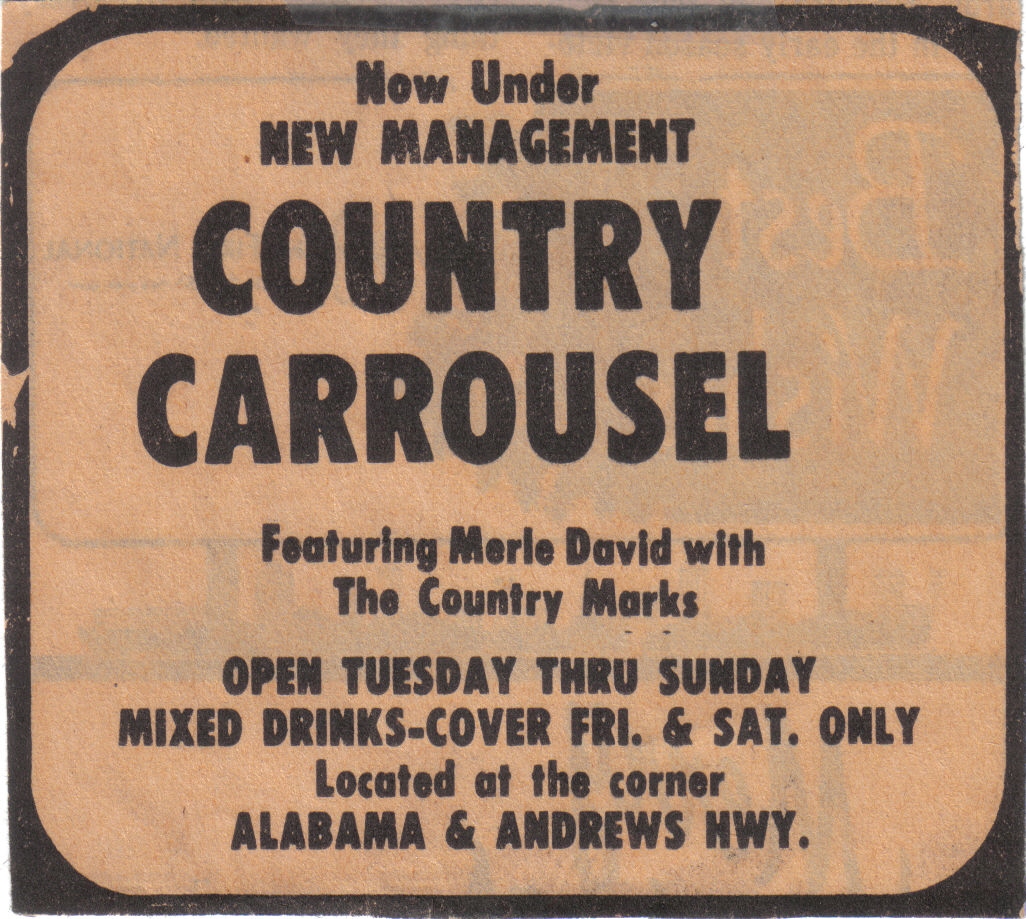 Now Under
NEW MANAGEMENT
COUNTRY
CARROUSEL
Featuring Merle David with
The Country Marks
OPEN TUESDAY THRU SUNDAY
MIXED DRINKS-COVER FRI. & SAT. ONLY
Located at the corner
ALABAMA & ANDREWS HWY.